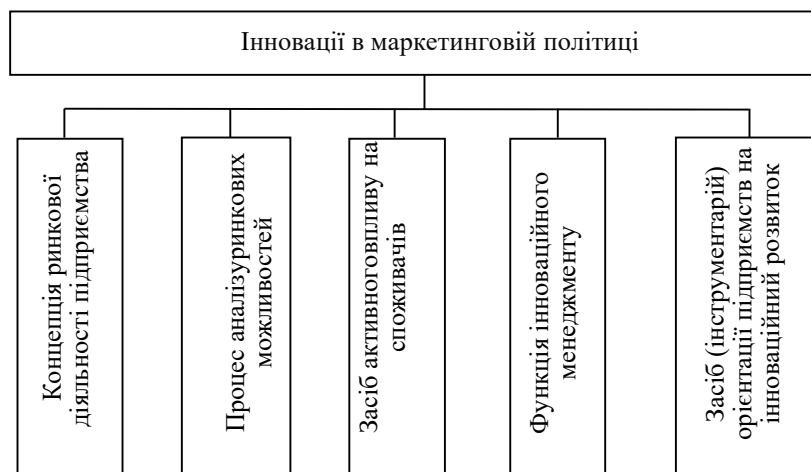 Інновації в маркетинговій політиці
Концепція ринкової
діяльності підприємства
Процес аналізуринкових
можливостей
Засіб активноговпливу на
споживачів
Функція інноваційного
менеджменту
Засіб (інструментарій)
орієнтації підприємств на
інноваційний розвиток